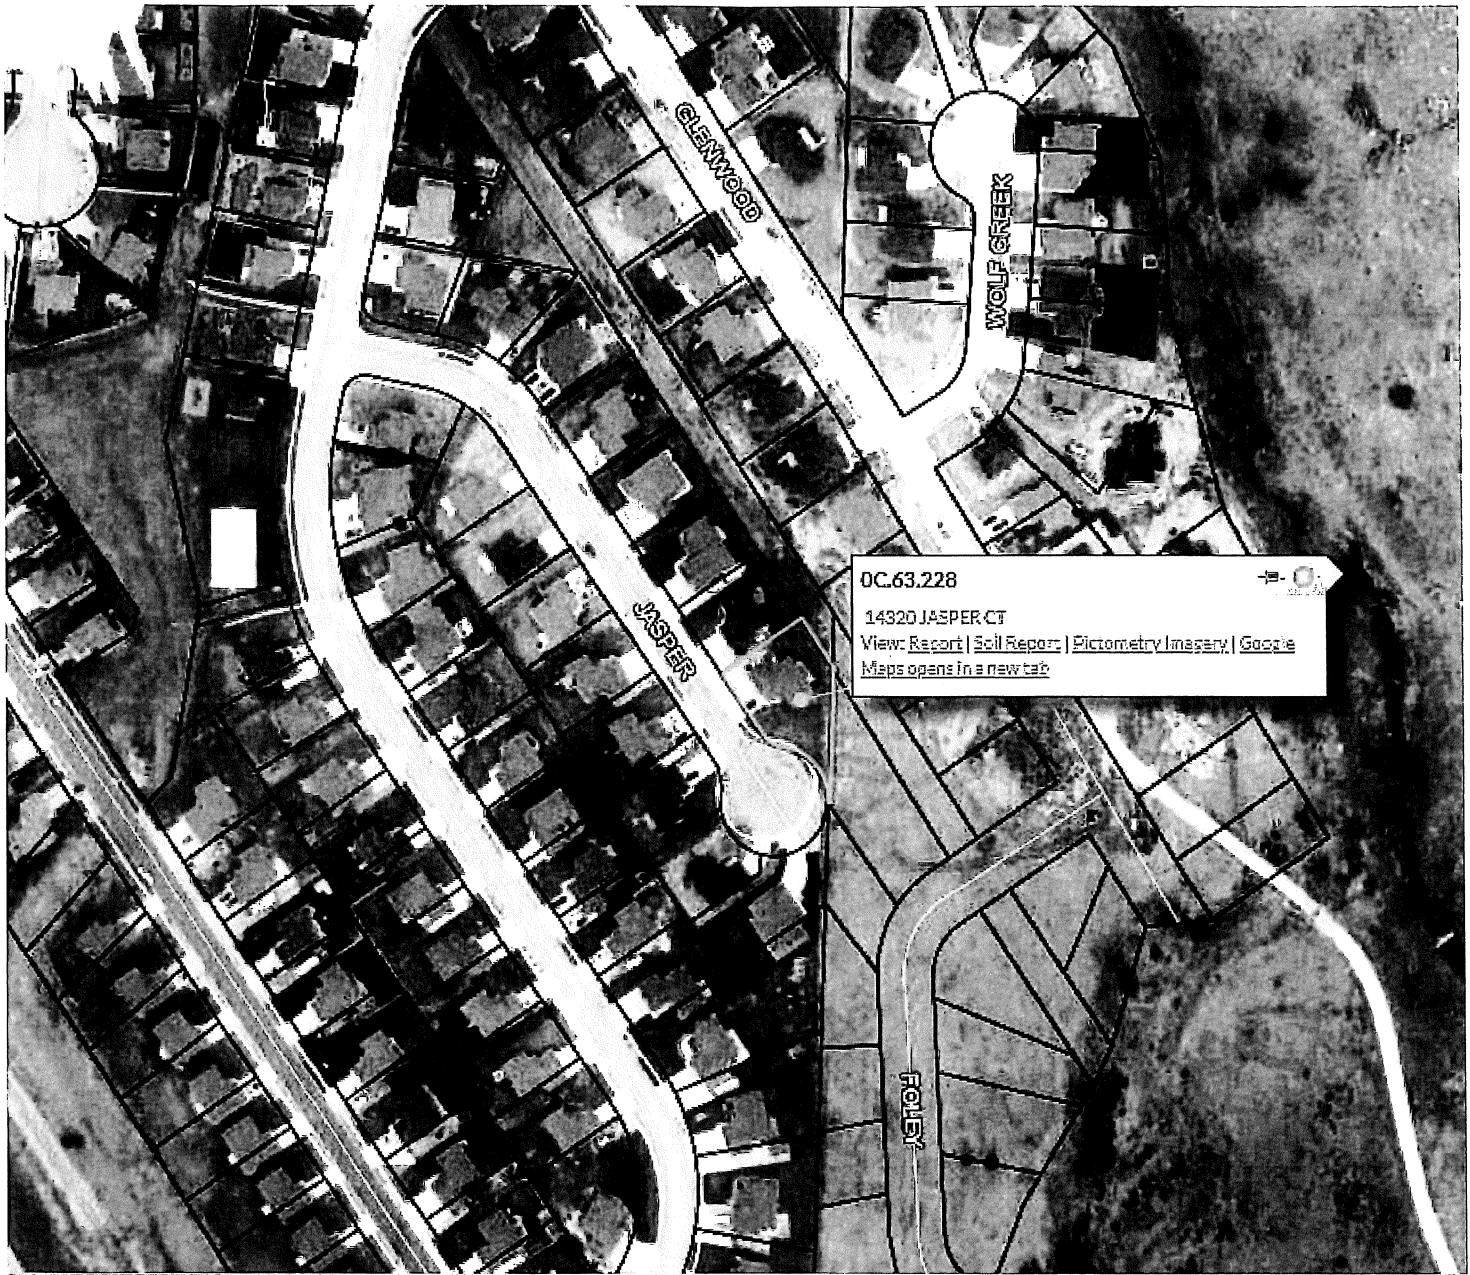 GLENWOOD
WOLF CREEK
0C.63.228
14320 JASPER CT
View: Report | Soil Report | Pictometry Imagery | Google
Maps opens in a new tab
JASPER
FOLEY